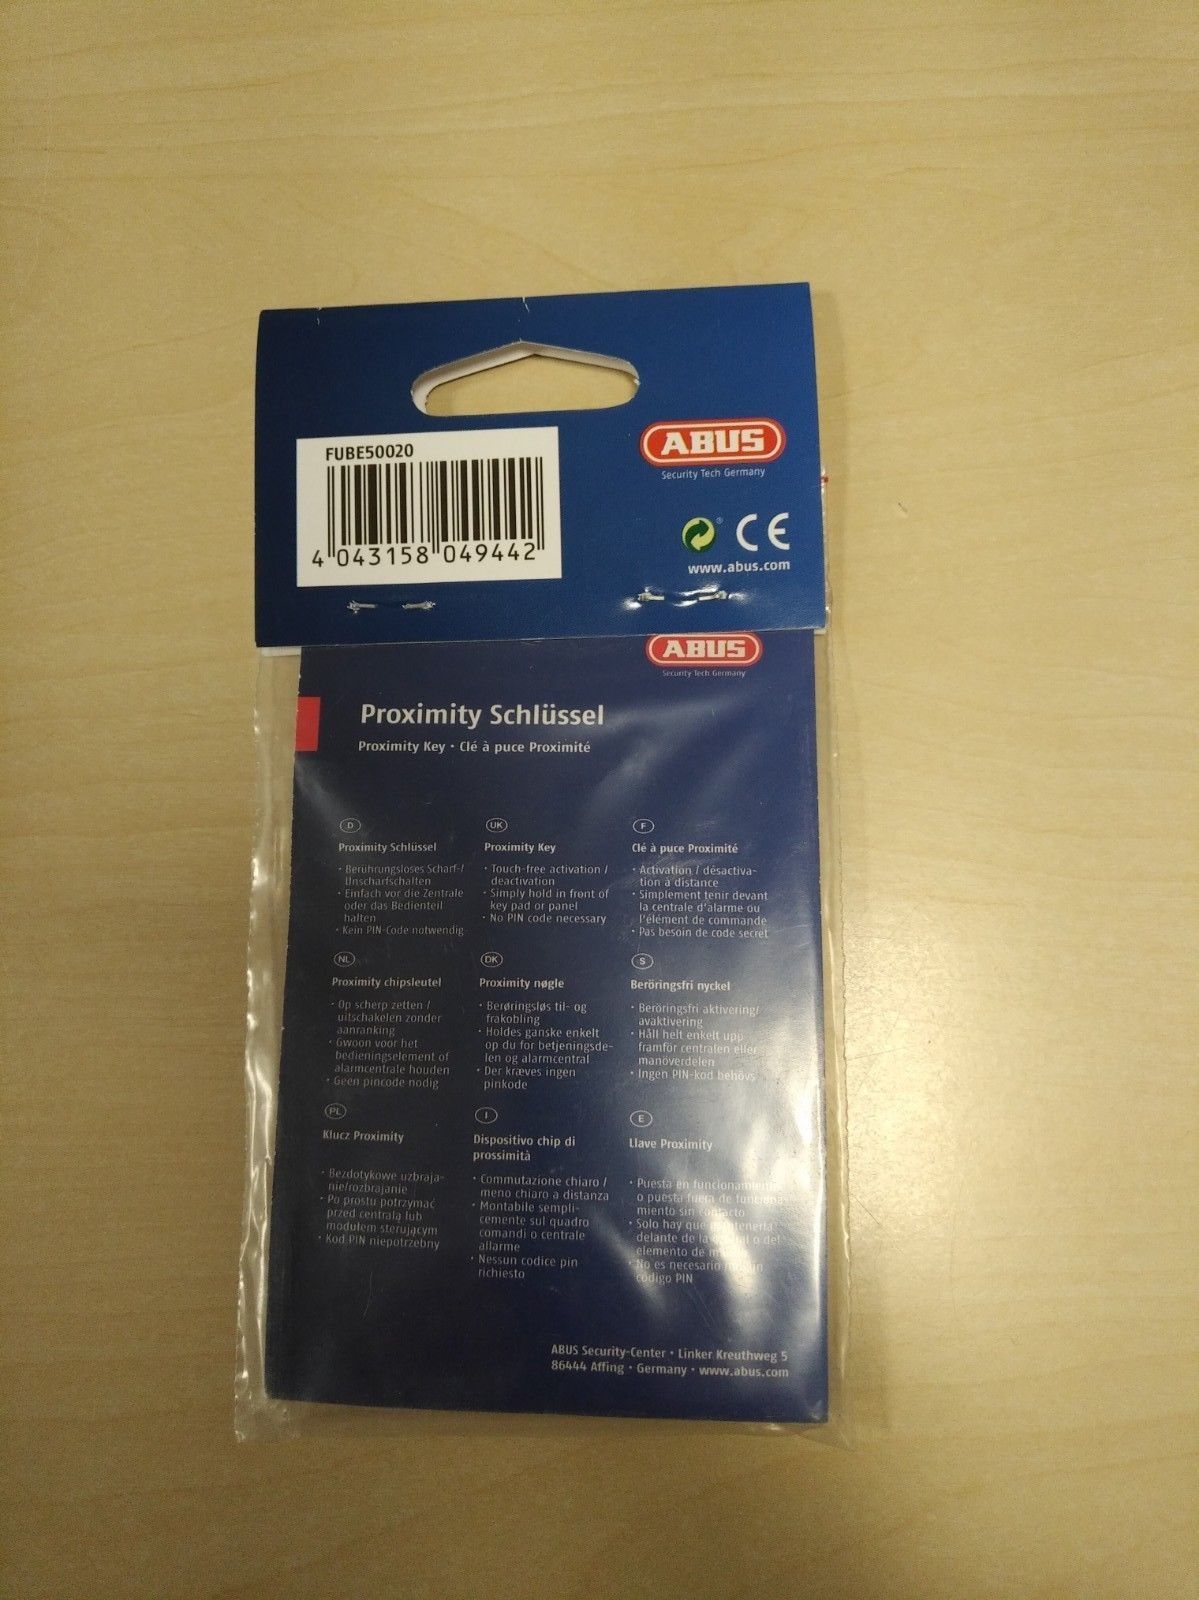 FUBE50020
4 043158 049442
ABUS
Security Tech Germany
CE
www.abus.com
ABUS
Security Tech Germany
Proximity Schlüssel
Proximity Key · Clé à puce Proximité
D
Proximity Schlüssel
· Berührungsloses Scharf-/
Unscharfschalten
· Einfach vor die Zentrale
oder das Bedienteil
halten
· Kein PIN-Code notwendig
UK
Proximity Key
· Touch-free activation /
deactivation
· Simply hold in front of
key pad or panel
· No PIN code necessary
F
Clé à puce Proximité
· Activation / désactiva-
tion à distance
· Simplement tenir devant
la centrale d'alarme ou
l'élément de commande
· Pas besoin de code secret
NL
Proximity chipsleutel
· Op scherp zetten /
uitschakelen zonder
aanranking
· Gwoon voor het
bedieningselement of
alarmcentrale houden
· Geen pincode nodig
DK
Proximity nøgle
· Berøringsløs til- og
frakobling
· Holdes ganske enkelt
op du for betjeningsde-
len og alarmcentral
· Der kræves ingen
pinkode
S
Beröringsfri nyckel
· Beröringsfri aktivering/
avaktivering
· Håll helt enkelt upp
framför centralen eller
manöverdelen
· Ingen PIN-kod behövs
PL
Klucz Proximity
· Bezdotykowe uzbraja-
nie/rozbrajanie
· Po prostu potrzymać
przed centralą lub
modułem sterującym
· Kod PIN niepotrzebny
I
Dispositivo chip di
prossimità
· Commutazione chiaro /
meno chiaro a distanza
· Montabile sempli-
cemente sul quadro
comandi o centrale
allarme
· Nessun codice pin
richiesto
E
Llave Proximity
· Puesta en funcionamiento
o puesta fuera de funciona-
miento sin contacto
· Solo hay que
delante de la o del
elemento de
· No es necesario un
código PIN
ABUS Security-Center · Linker Kreuthweg 5
86444 Affing · Germany · www.abus.com